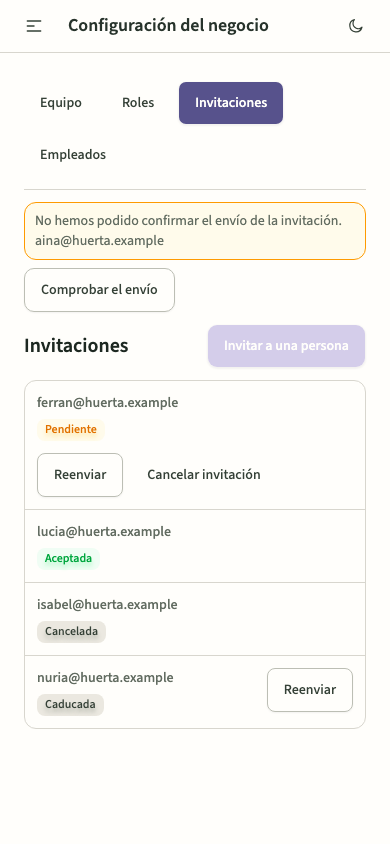 Configuración del negocio
Equipo
Roles
Invitaciones
Empleados
No hemos podido confirmar el envío de la invitación.
aina@huerta.example
Comprobar el envío
Invitaciones
Invitar a una persona
ferran@huerta.example
Pendiente
Reenviar
Cancelar invitación
lucia@huerta.example
Aceptada
isabel@huerta.example
Cancelada
nuria@huerta.example
Caducada
Reenviar